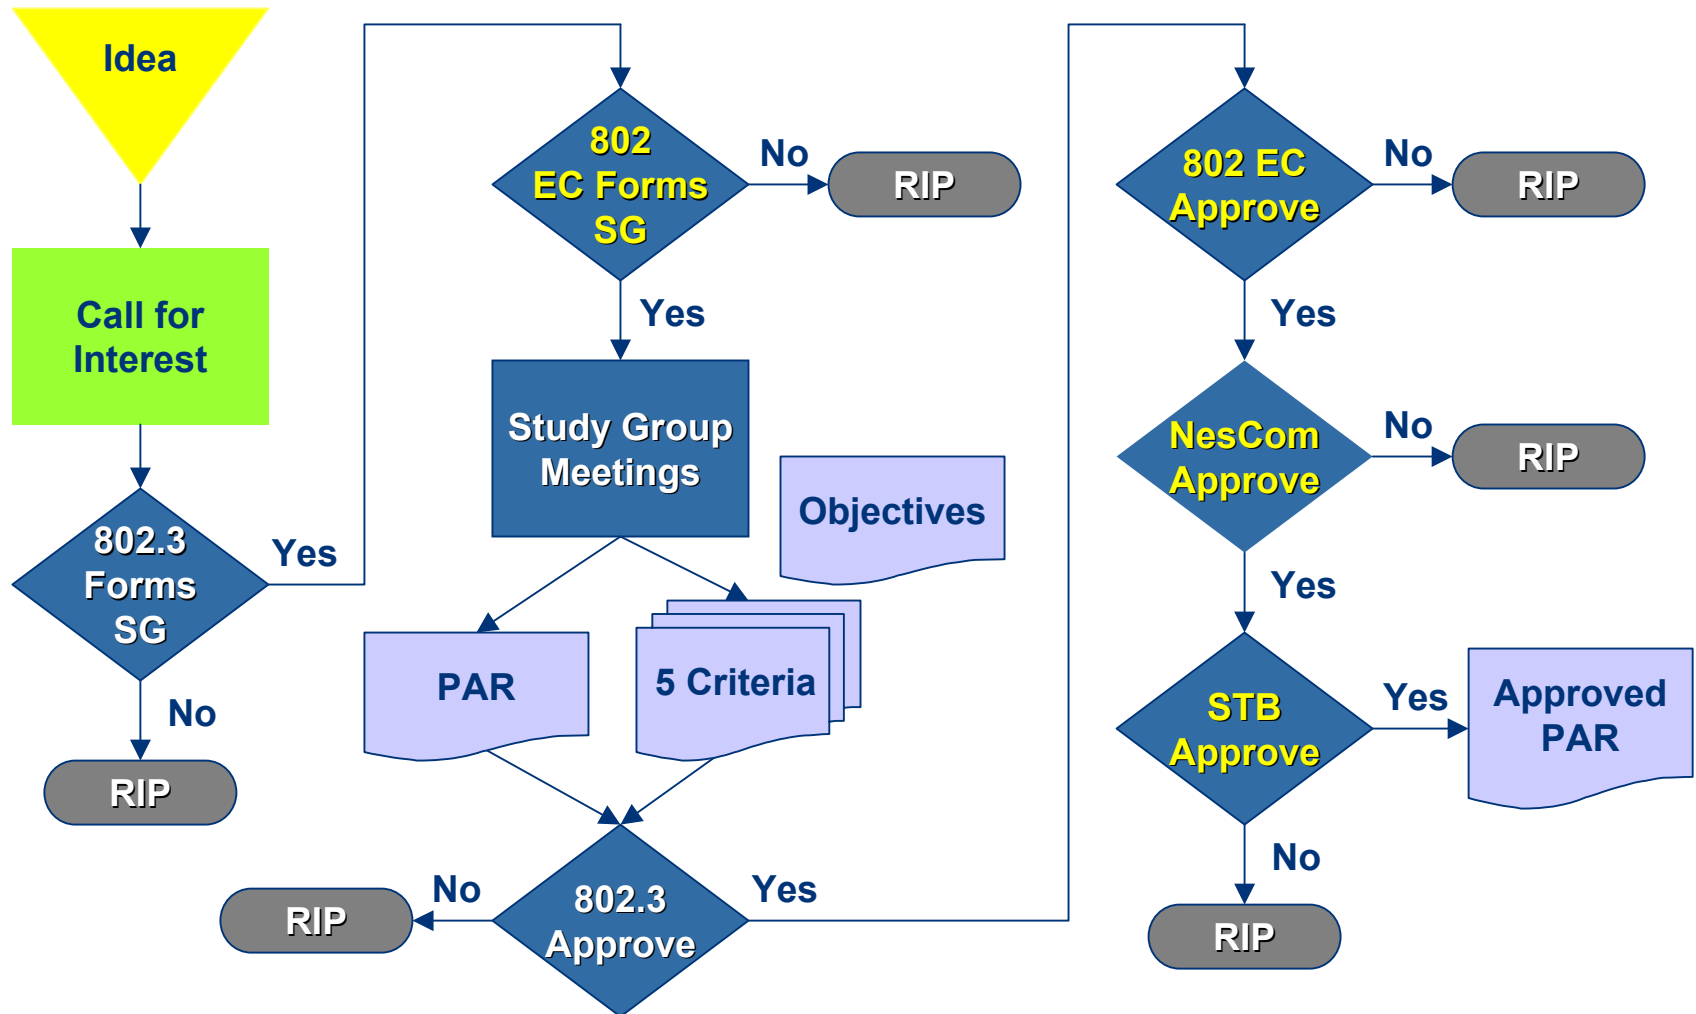 Idea
Call for
Interest
802.3
Forms
SG
Yes
No
RIP
802
EC Forms
SG
No
RIP
Yes
Study Group
Meetings
Objectives
PAR
5 Criteria
802.3
Approve
No
RIP
Yes
802 EC
Approve
No
RIP
Yes
NesCom
Approve
No
RIP
Yes
STB
Approve
Yes
Approved
PAR
No
RIP